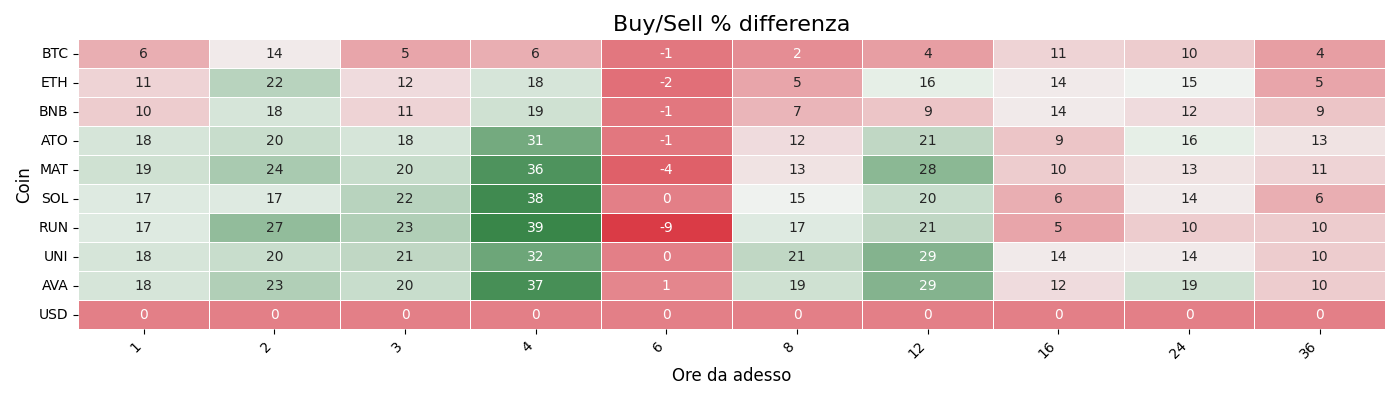 Buy/Sell % differenza
Coin
BTC 6 14 5 6 -1 2 4 11 10 4
ETH 11 22 12 18 -2 5 16 14 15 5
BNB 10 18 11 19 -1 7 9 14 12 9
ATO 18 20 18 31 -1 12 21 9 16 13
MAT 19 24 20 36 -4 13 28 10 13 11
SOL 17 17 22 38 0 15 20 6 14 6
RUN 17 27 23 39 -9 17 21 5 10 10
UNI 18 20 21 32 0 21 29 14 14 10
AVA 18 23 20 37 1 19 29 12 19 10
USD 0 0 0 0 0 0 0 0 0 0
1 2 3 4 6 8 12 16 24 36
Ore da adesso